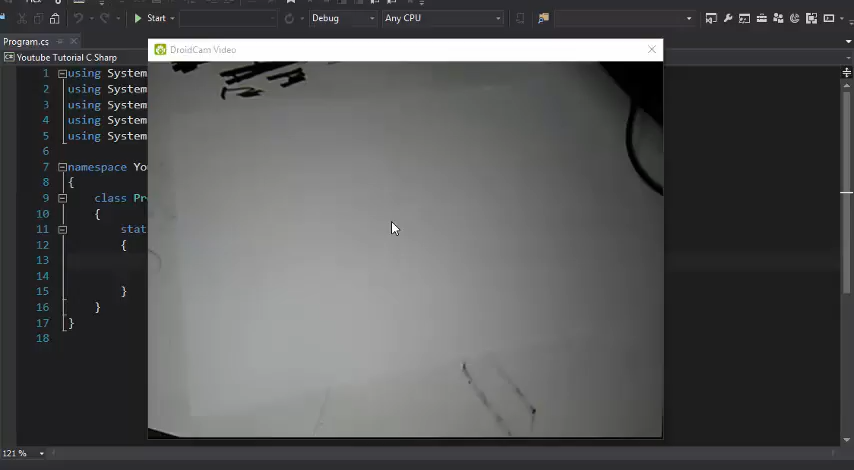 Start
Debug
Any CPU
Program.cs
DroidCam Video
Youtube Tutorial C Sharp
1 using System
2 using System
3 using System
4 using System
5 using System
6
7 namespace Yo
8 {
9 class Pr
10 {
11 stat
12 {
13
14
15 }
16 }
17 }
18
121 %